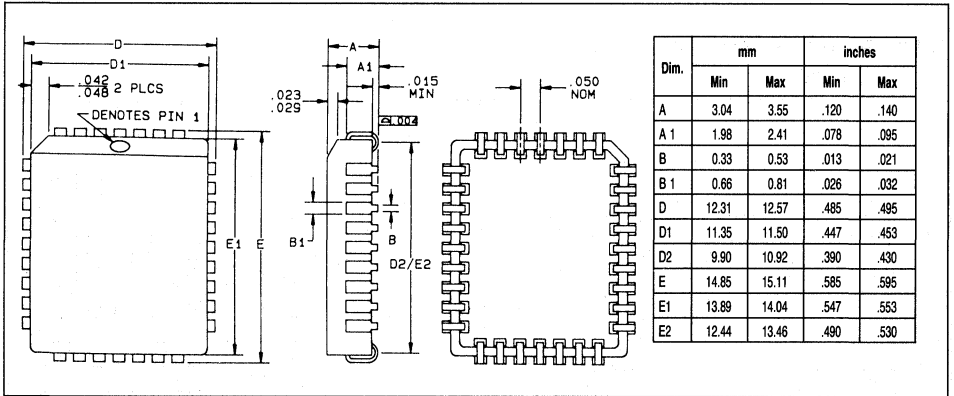 D
D1
.042
.048 2 PLCS
DENOTES PIN 1
E1
E
A
A1
.023
.029
.015
MIN
.004
B1
B
D2/E2
.050
NOM
Dim. mm inches
Min Max Min Max
A 3.04 3.55 .120 .140
A 1 1.98 2.41 .078 .095
B 0.33 0.53 .013 .021
B 1 0.66 0.81 .026 .032
D 12.31 12.57 .485 .495
D1 11.35 11.50 .447 .453
D2 9.90 10.92 .390 .430
E 14.85 15.11 .585 .595
E1 13.89 14.04 .547 .553
E2 12.44 13.46 .490 .530